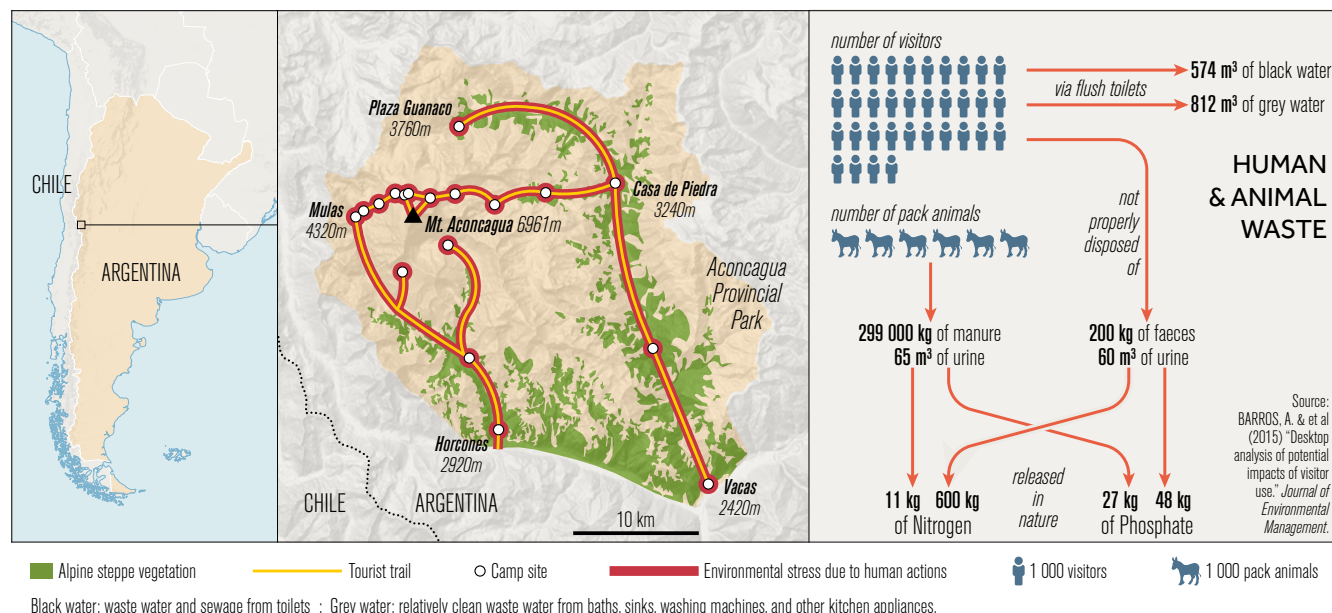 CHILE
ARGENTINA
Plaza Guanaco
3760m
Casa de Piedra
3240m
Mulas
4320m
Mt. Aconcagua 6961m
Aconcagua
Provincial
Park
Horcones
2920m
Vacas
2420m
CHILE
ARGENTINA
10 km
number of visitors
via flush toilets
574 m³ of black water
812 m³ of grey water
HUMAN
& ANIMAL
WASTE
number of pack animals
not
properly
disposed
of
299 000 kg of manure
65 m³ of urine
200 kg of faeces
60 m³ of urine
released
in
nature
11 kg 600 kg
of Nitrogen
27 kg 48 kg
of Phosphate
Source:
BARROS, A. & et al
(2015) “Desktop
analysis of potential
impacts of visitor
use.” Journal of
Environmental
Management.
Alpine steppe vegetation
Tourist trail
Camp site
Environmental stress due to human actions
1 000 visitors
1 000 pack animals
Black water: waste water and sewage from toilets : Grey water: relatively clean waste water from baths, sinks, washing machines, and other kitchen appliances.